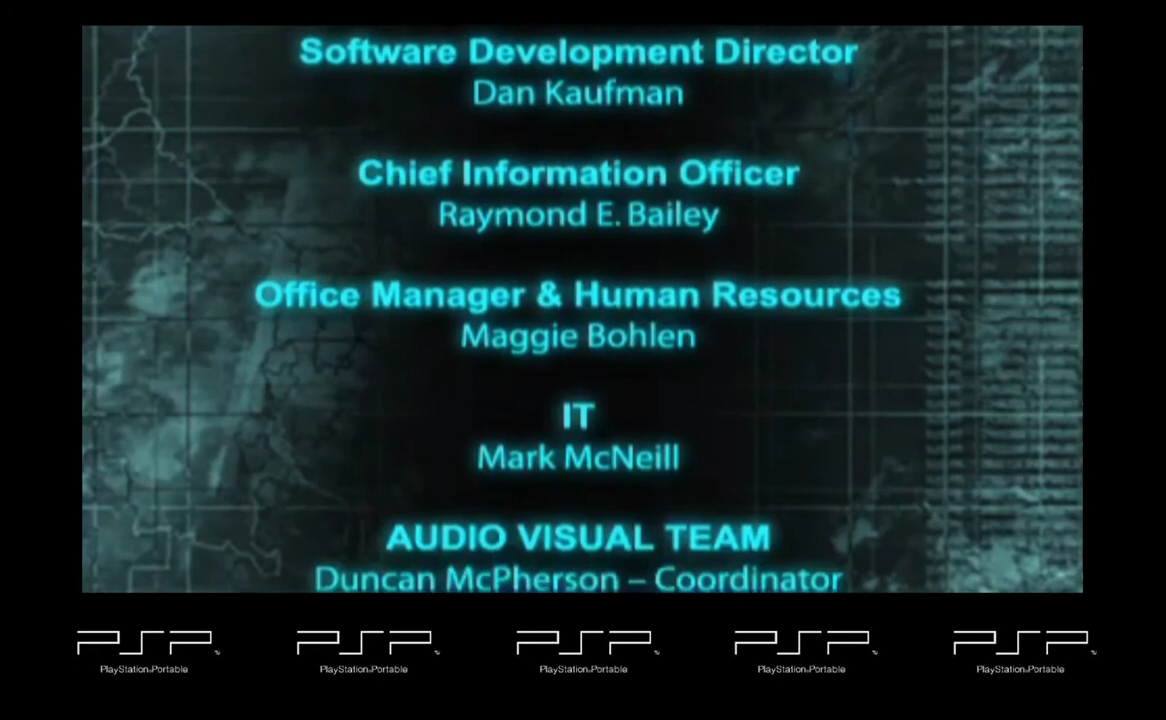 Software Development Director
Dan Kaufman
Chief Information Officer
Raymond E. Bailey
Office Manager & Human Resources
Maggie Bohlen
IT
Mark McNeill
AUDIO VISUAL TEAM
Duncan McPherson – Coordinator
PSP PSP PSP PSP PSP
PlayStation®Portable PlayStation®Portable PlayStation®Portable PlayStation®Portable PlayStation®Portable